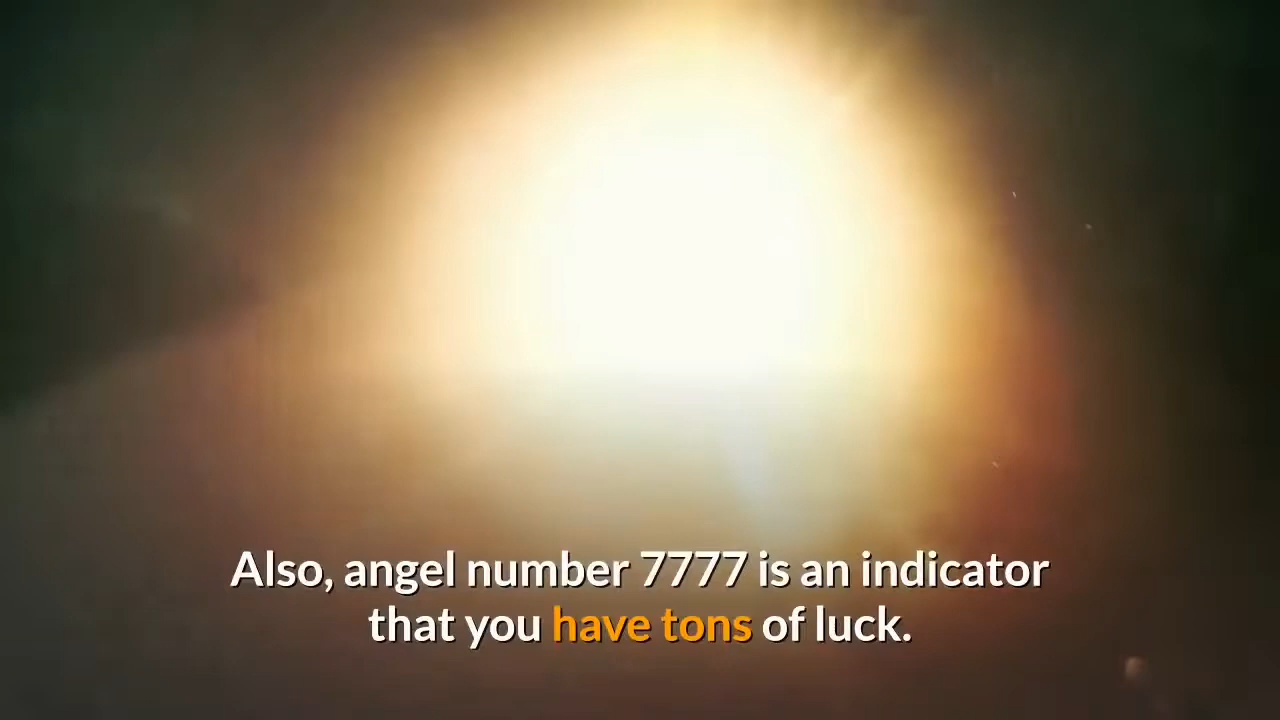 Also, angel number 7777 is an indicator
that you have tons of luck.